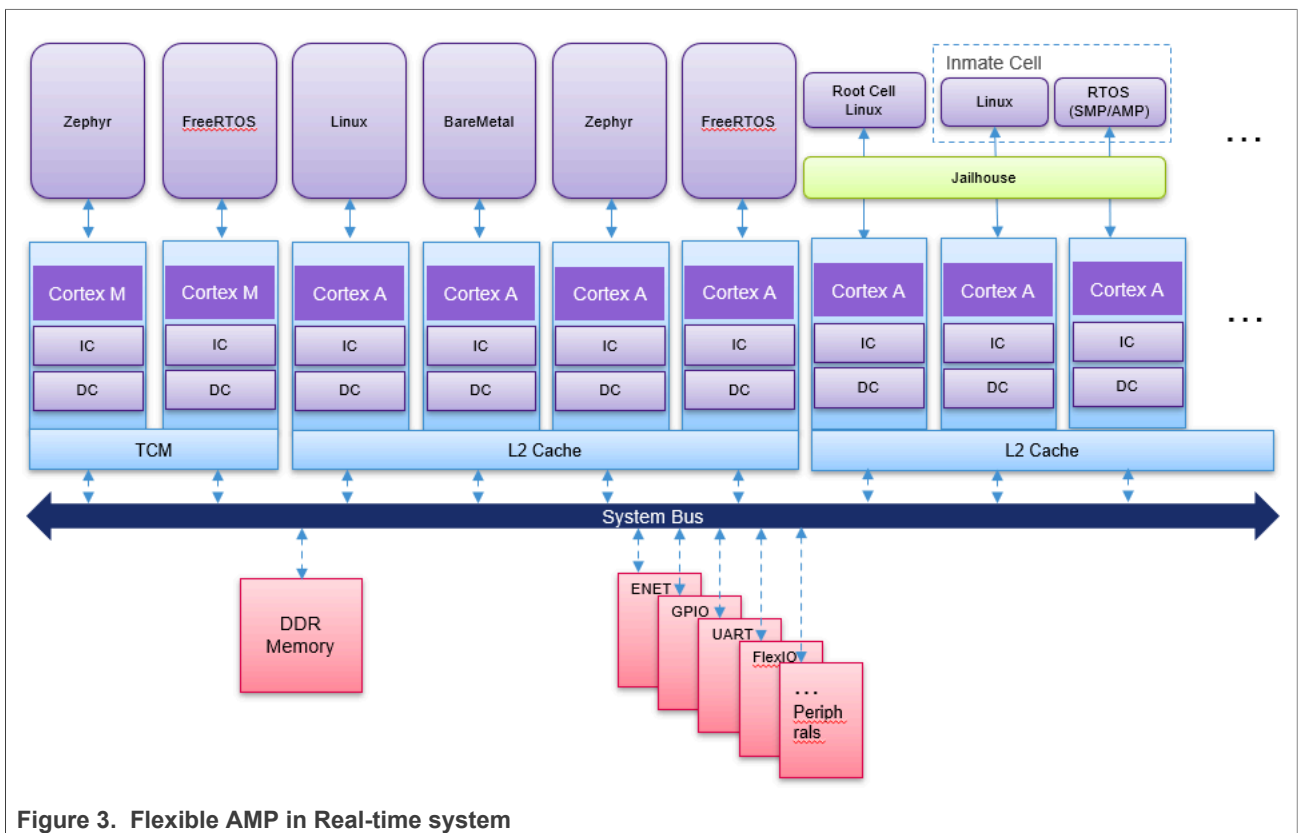 Inmate Cell
Zephyr
FreeRTOS
Linux
BareMetal
Zephyr
FreeRTOS
Root Cell
Linux
Linux
RTOS
(SMP/AMP)
...
Jailhouse
Cortex M
Cortex M
Cortex A
Cortex A
Cortex A
Cortex A
Cortex A
Cortex A
Cortex A
...
IC
IC
IC
IC
IC
IC
IC
IC
IC
DC
DC
DC
DC
DC
DC
DC
DC
DC
TCM
L2 Cache
L2 Cache
System Bus
DDR
Memory
ENET
GPIO
UART
FlexIO
...
Periph
rals
Figure 3. Flexible AMP in Real-time system